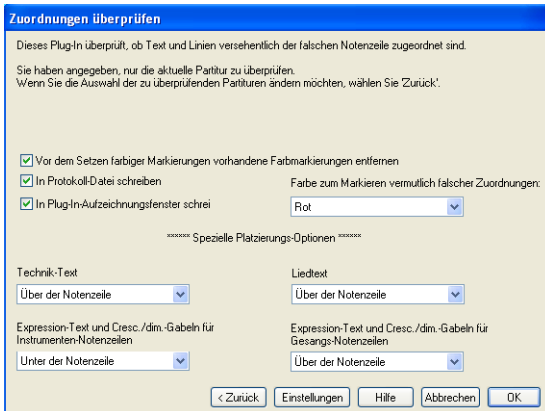 Zuordnungen überprüfen
Dieses Plug-In überprüft, ob Text und Linien versehentlich der falschen Notenzeile zugeordnet sind.
Sie haben angegeben, nur die aktuelle Partitur zu überprüfen.
Wenn Sie die Auswahl der zu überprüfenden Partituren ändern möchten, wählen Sie 'Zurück'.
Vor dem Setzen farbiger Markierungen vorhandene Farbmarkierungen entfernen
In Protokoll-Datei schreiben
Farbe zum Markieren vermutlich falscher Zuordnungen:
In Plug-In-Aufzeichnungsfenster schrei
Rot
****** Spezielle Platzierungs-Optionen ******
Technik-Text
Liedtext
Über der Notenzeile
Über der Notenzeile
Expression-Text und Cresc./dim.-Gabeln für
Instrumenten-Notenzeilen
Expression-Text und Cresc./dim.-Gabeln für
Gesangs-Notenzeilen
Unter der Notenzeile
Über der Notenzeile
< Zurück Einstellungen Hilfe Abbrechen OK